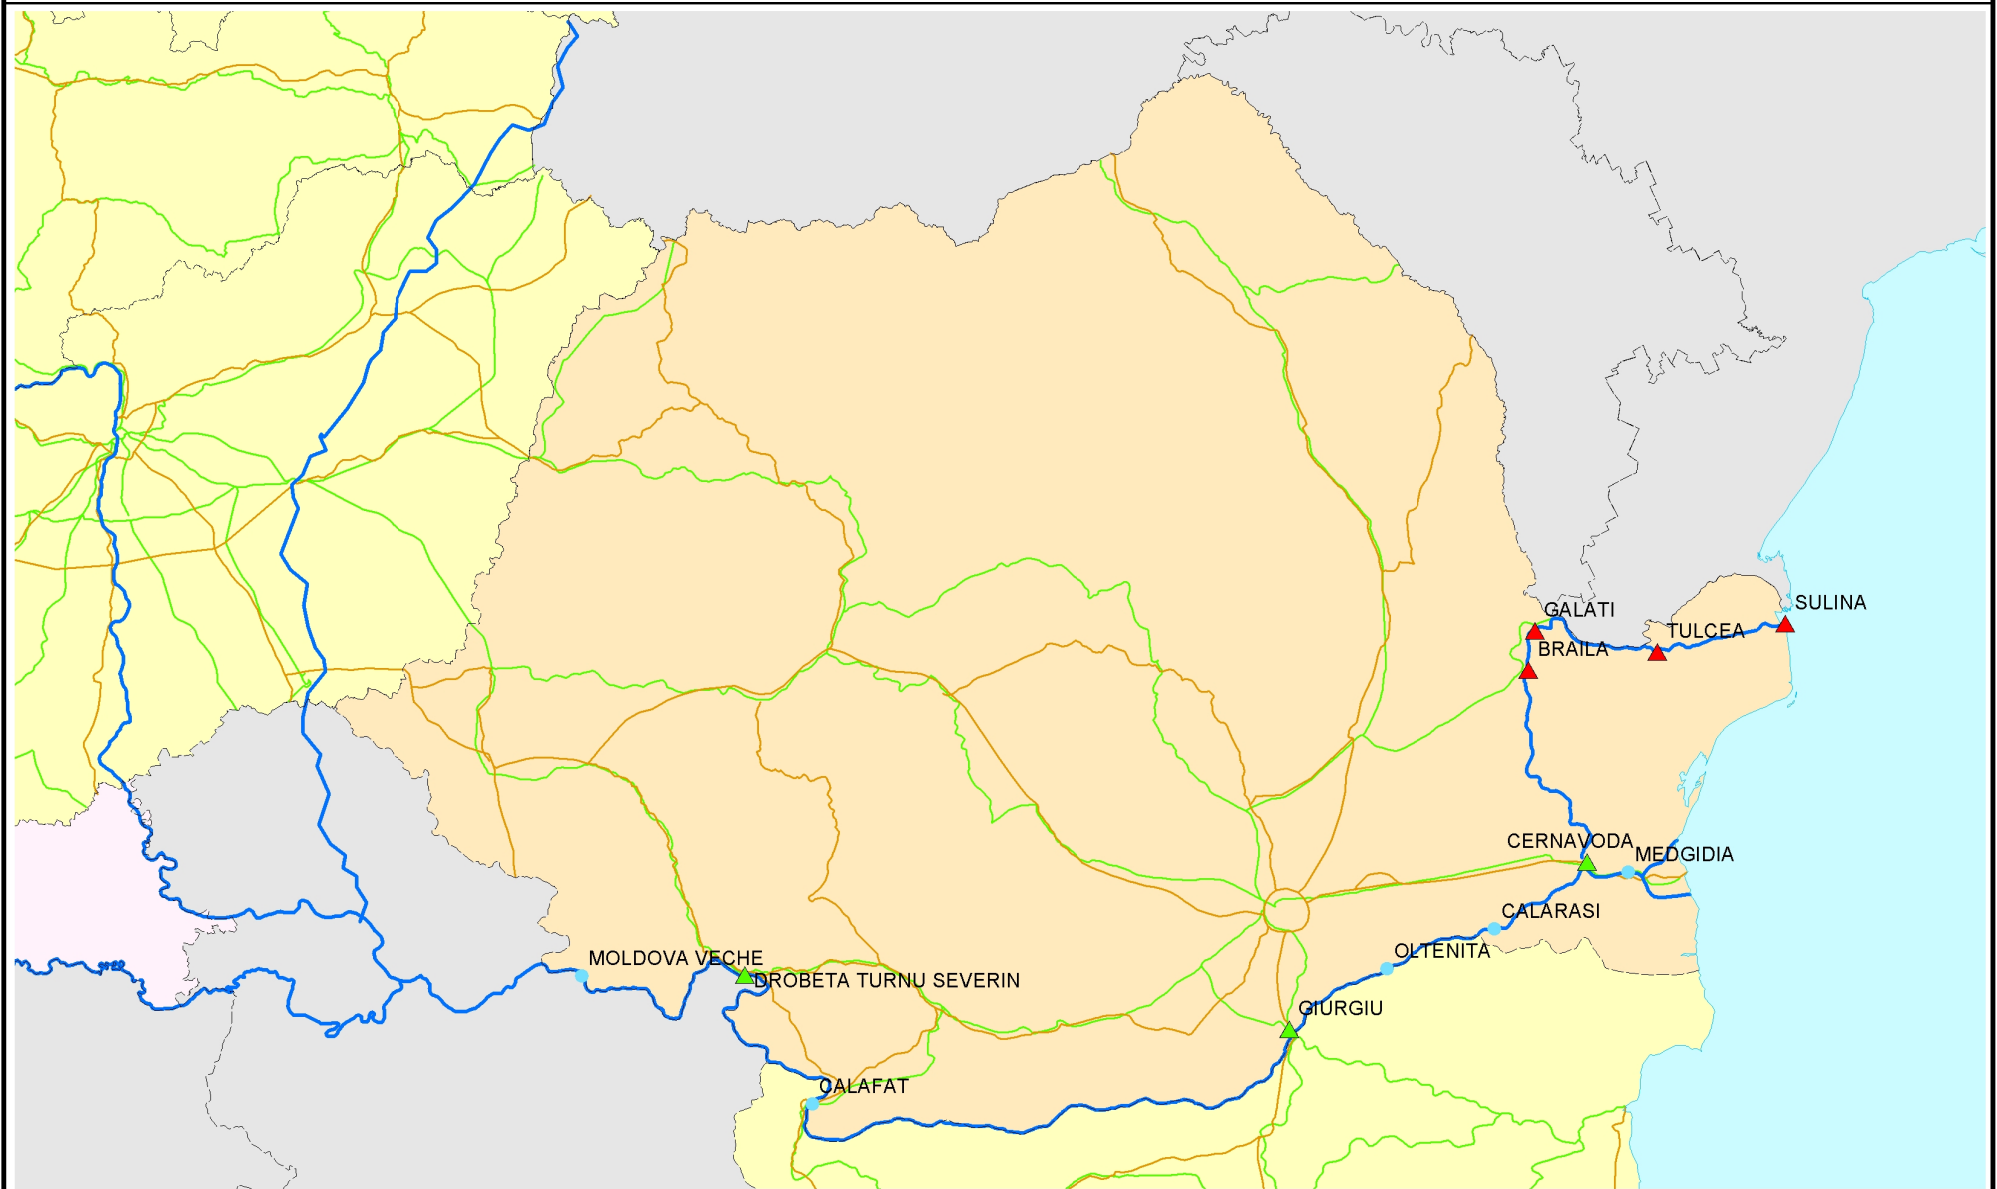 GALATI
SULINA
TULCEA
BRAILA
CERNAVODA
MEDGIDIA
CALARASI
OLTENITA
MOLDOVA VECHE
DROBETA TURNU SEVERIN
GIURGIU
CALAFAT